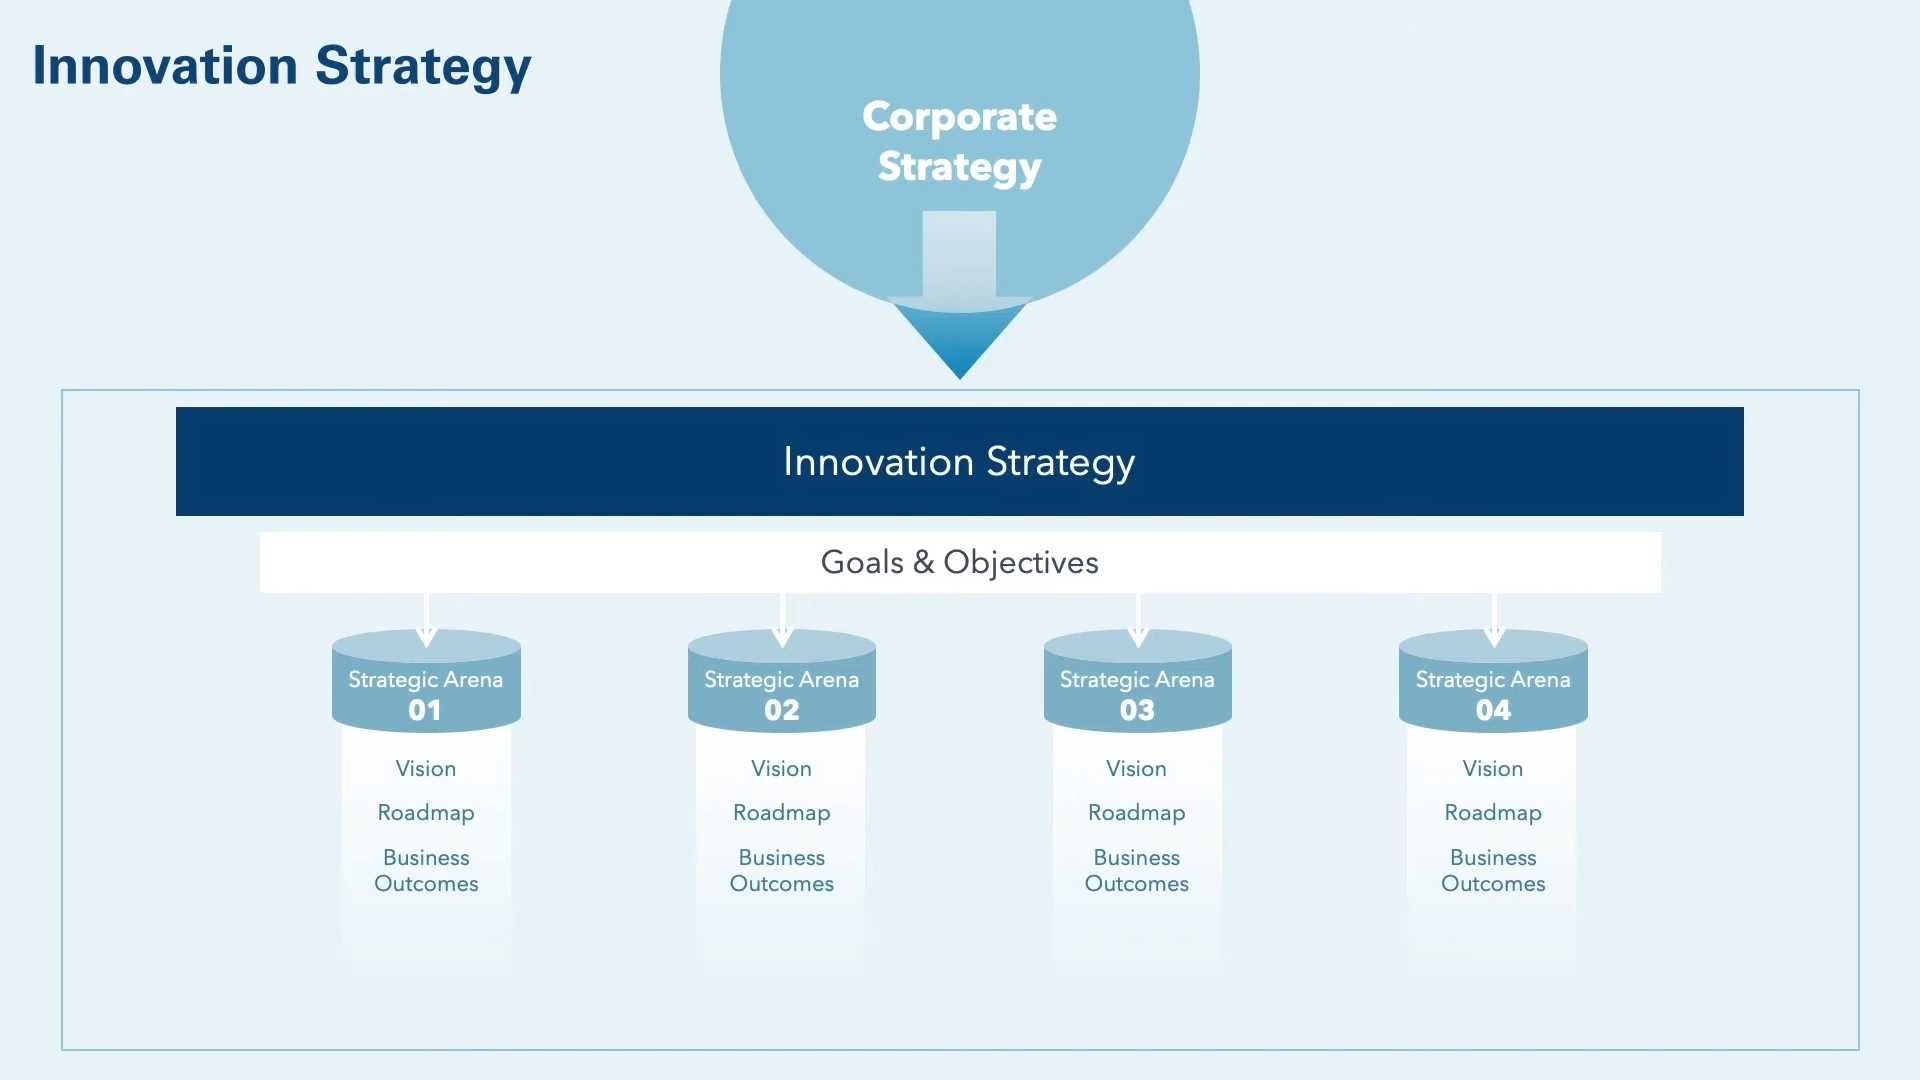 Innovation Strategy
Corporate
Strategy
Innovation Strategy
Goals & Objectives
Strategic Arena
01
Vision
Roadmap
Business
Outcomes
Strategic Arena
02
Vision
Roadmap
Business
Outcomes
Strategic Arena
03
Vision
Roadmap
Business
Outcomes
Strategic Arena
04
Vision
Roadmap
Business
Outcomes